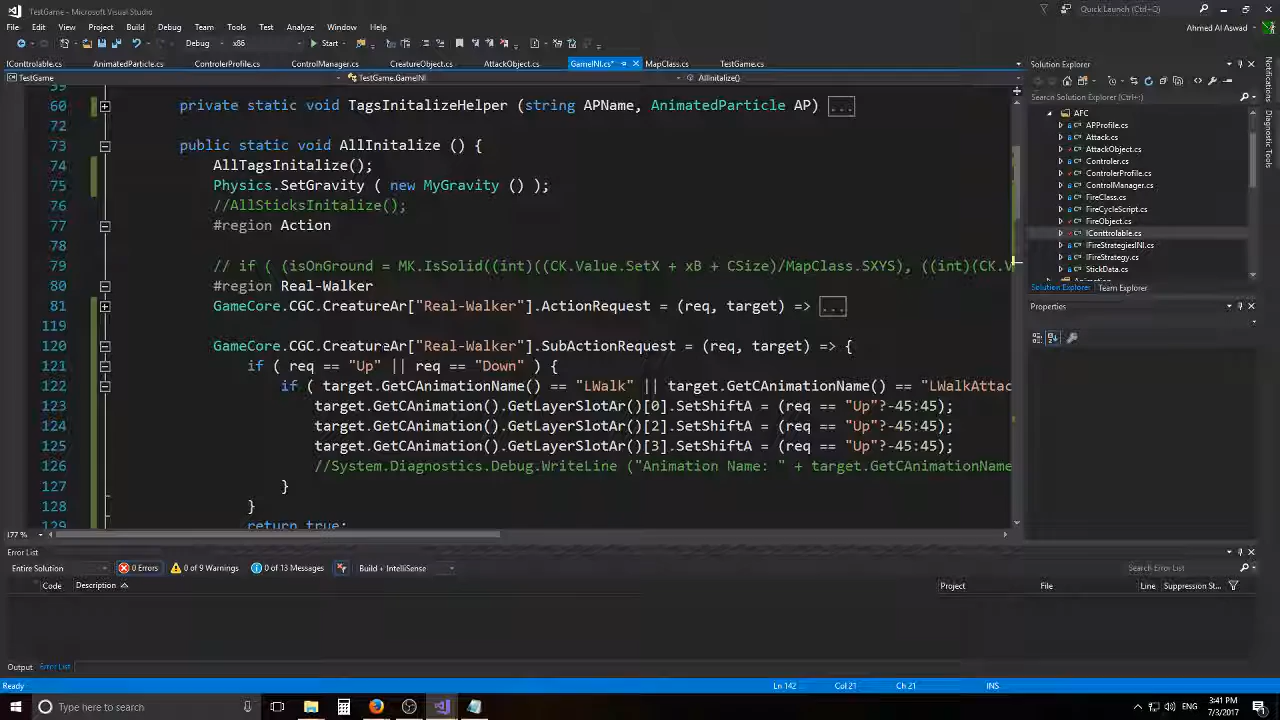 TestGame - Microsoft Visual Studio
Quick Launch (Ctrl+Q)
File Edit View Project Build Debug Team Tools Test Analyze Window Help
Ahmed Al Aswad
Debug x86 Start
IControlable.cs AnimatedParticle.cs ControlerProfile.cs ControlManager.cs CreatureObject.cs AttackObject.cs GameINI.cs* MapClass.cs TestGame.cs
TestGame TestGame.GameINI AllInitalize()
59
60 private static void TagsInitalizeHelper (string APName, AnimatedParticle AP) ...
72
73 public static void AllInitalize () {
74 AllTagsInitalize();
75 Physics.SetGravity ( new MyGravity () );
76 //AllSticksInitalize();
77 #region Action
78
79 // if ( (isOnGround = MK.IsSolid((int)((CK.Value.SetX + xB + CSize)/MapClass.SXYS), ((int)(CK.V
80 #region Real-Walker
81 GameCore.CGC.CreatureAr["Real-Walker"].ActionRequest = (req, target) => ...
119
120 GameCore.CGC.CreatureAr["Real-Walker"].SubActionRequest = (req, target) => {
121 if ( req == "Up" || req == "Down" ) {
122 if ( target.GetCAnimationName() == "LWalk" || target.GetCAnimationName() == "LWalkAttac
123 target.GetCAnimation().GetLayerSlotAr()[0].SetShiftA = (req == "Up"?-45:45);
124 target.GetCAnimation().GetLayerSlotAr()[2].SetShiftA = (req == "Up"?-45:45);
125 target.GetCAnimation().GetLayerSlotAr()[3].SetShiftA = (req == "Up"?-45:45);
126 //System.Diagnostics.Debug.WriteLine ("Animation Name: " + target.GetCAnimationName
127 }
128 }
129 return true;
177 %
Solution Explorer
Search Solution Explorer (Ctrl+;)
AFC
APProfile.cs
Attack.cs
AttackObject.cs
Controler.cs
ControlerProfile.cs
ControlManager.cs
FireClass.cs
FireCycleScript.cs
FireObject.cs
IConttrolable.cs
IFireStrategiesINI.cs
IFireStrategy.cs
StickData.cs
Solution Explorer Team Explorer
Properties
Notifications
Diagnostic Tools
Error List
Entire Solution 0 Errors 0 of 9 Warnings 0 of 13 Messages Build + IntelliSense Search Error List
Code Description Project File Line Suppression St...
Output Error List
Ready Ln 142 Col 21 Ch 21 INS
Type here to search
3:41 PM
7/3/2017